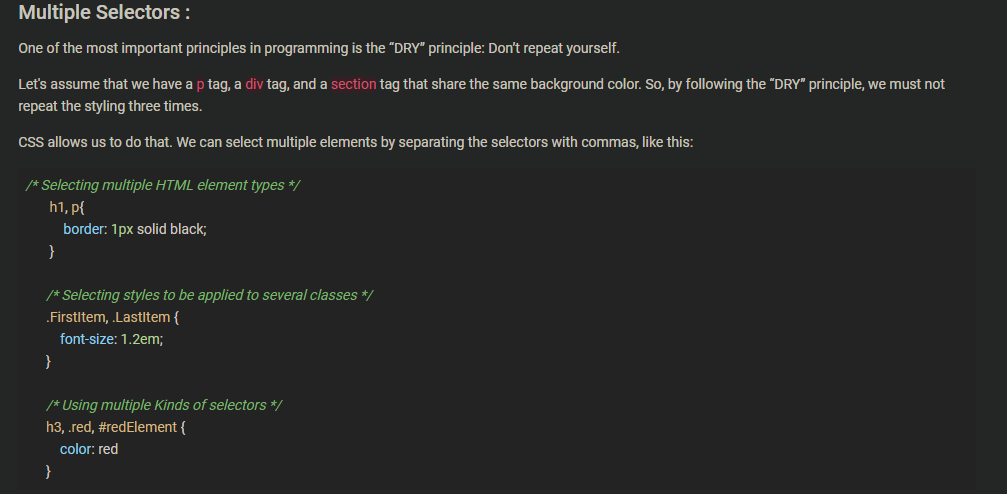 Multiple Selectors :
One of the most important principles in programming is the “DRY” principle: Don’t repeat yourself.
Let's assume that we have a p tag, a div tag, and a section tag that share the same background color. So, by following the “DRY” principle, we must not
repeat the styling three times.
CSS allows us to do that. We can select multiple elements by separating the selectors with commas, like this:
/* Selecting multiple HTML element types */
h1, p{
border: 1px solid black;
}
/* Selecting styles to be applied to several classes */
.FirstItem, .LastItem {
font-size: 1.2em;
}
/* Using multiple Kinds of selectors */
h3, .red, #redElement {
color: red
}